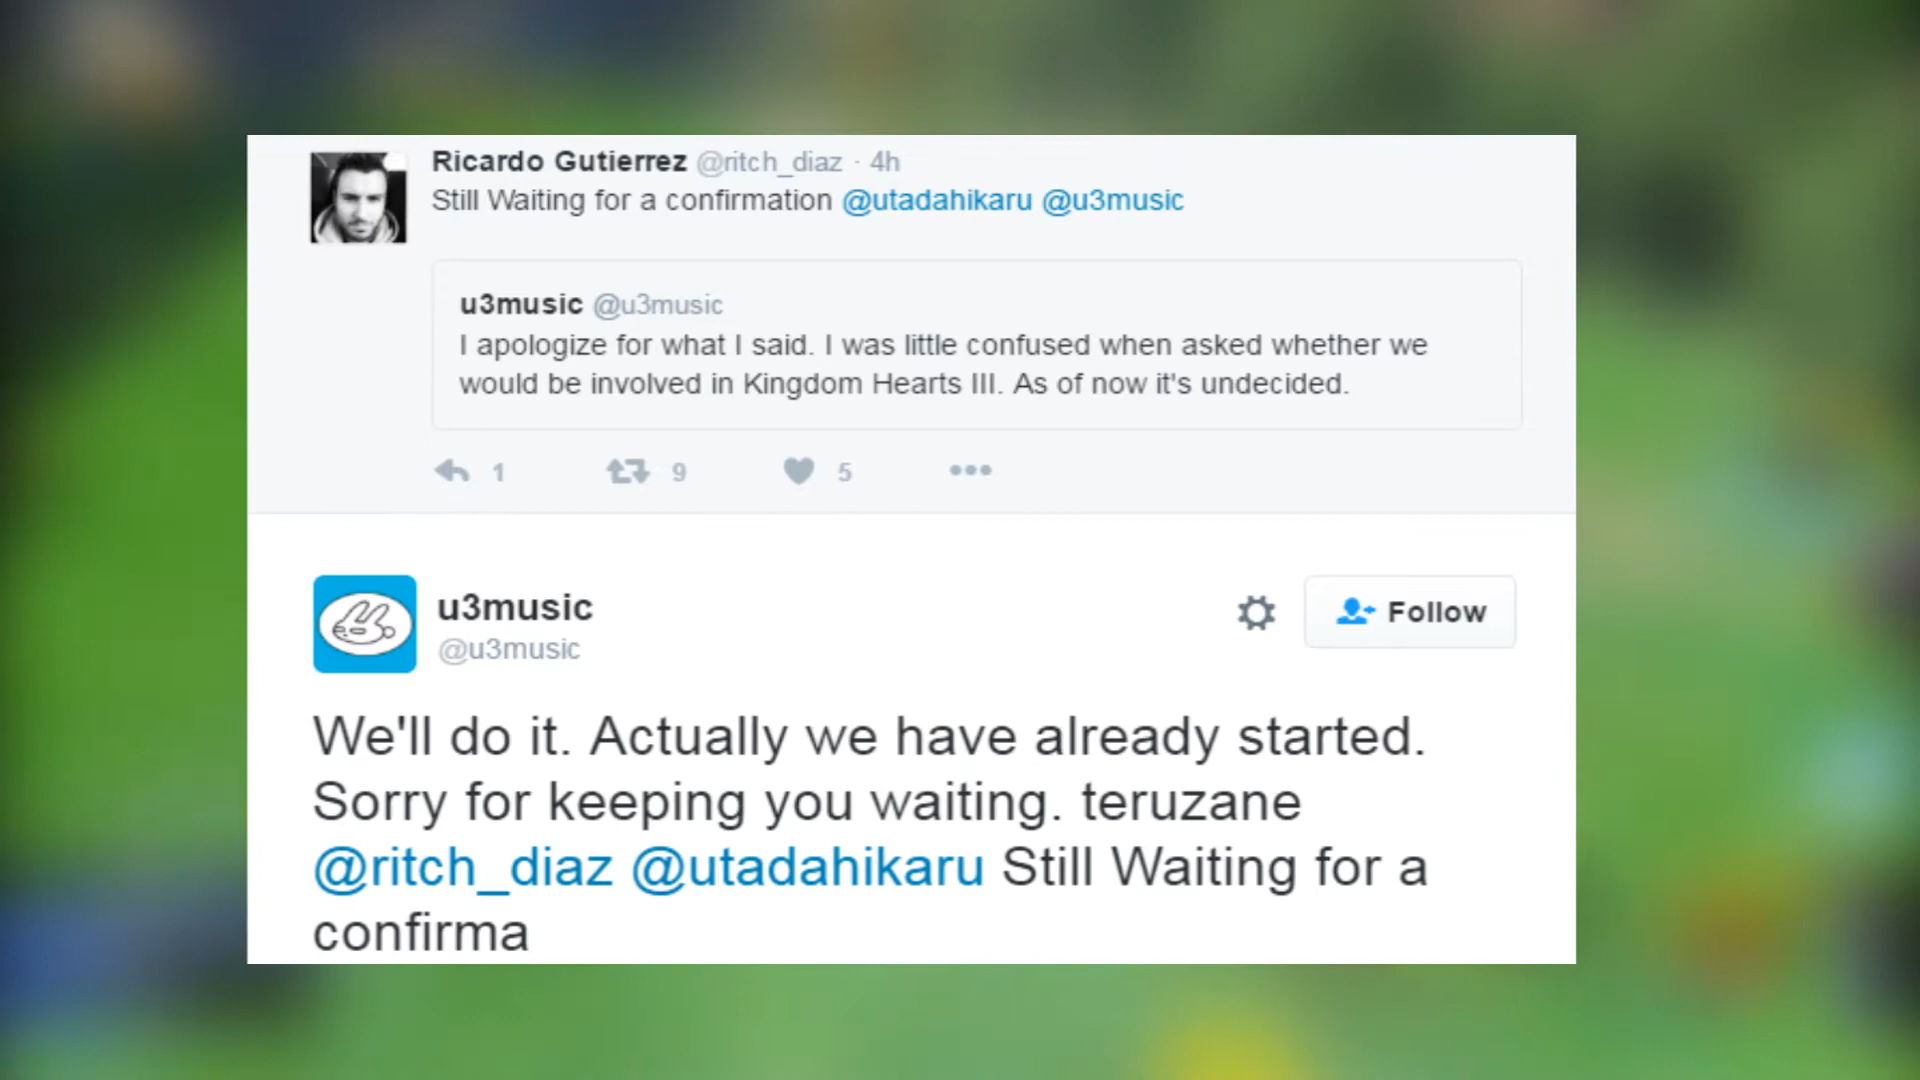 Ricardo Gutierrez @ritch_diaz · 4h
Still Waiting for a confirmation @utadahikaru @u3music
u3music @u3music
I apologize for what I said. I was little confused when asked whether we
would be involved in Kingdom Hearts III. As of now it's undecided.
1 9 5
u3music
@u3music
Follow
We'll do it. Actually we have already started.
Sorry for keeping you waiting. teruzane
@ritch_diaz @utadahikaru Still Waiting for a
confirma